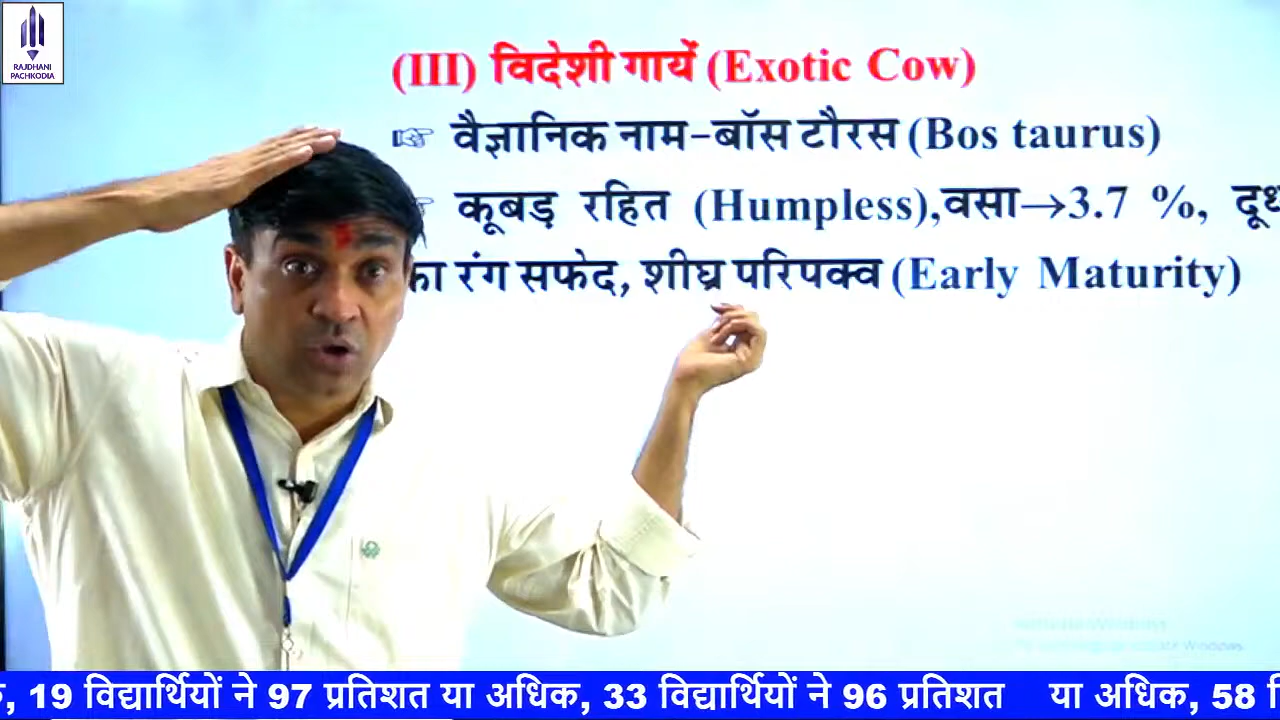 RAJDHANI
PACHKODIA
(III) विदेशी गायें (Exotic Cow)
☞ वैज्ञानिक नाम-बॉस टौरस (Bos taurus)
कूबड़ रहित (Humpless),वसा→3.7 %, दूध
का रंग सफेद, शीघ्र परिपक्व (Early Maturity)
19 विद्यार्थियों ने 97 प्रतिशत या अधिक, 33 विद्यार्थियों ने 96 प्रतिशत या अधिक, 58